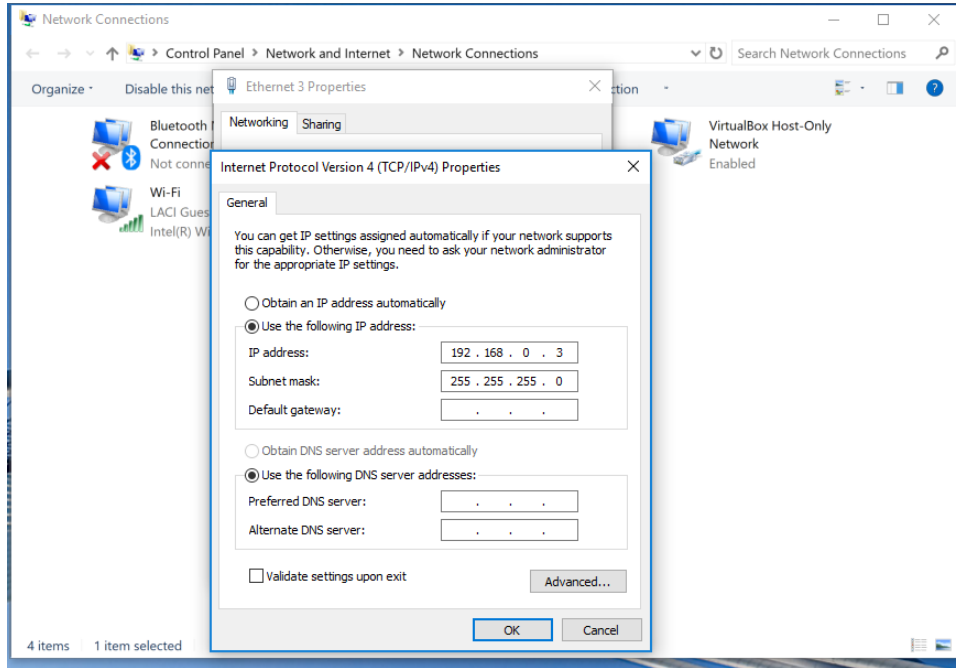 Network Connections
Control Panel > Network and Internet > Network Connections
Search Network Connections
Organize
Disable this net
ction
Ethernet 3 Properties
Networking
Sharing
Bluetooth
Connection
Not conne
Wi-Fi
LACI Gues
Intel(R) Wi
VirtualBox Host-Only
Network
Enabled
Internet Protocol Version 4 (TCP/IPv4) Properties
General
You can get IP settings assigned automatically if your network supports
this capability. Otherwise, you need to ask your network administrator
for the appropriate IP settings.
Obtain an IP address automatically
Use the following IP address:
IP address: 192 . 168 . 0 . 3
Subnet mask: 255 . 255 . 255 . 0
Default gateway: . . .
Obtain DNS server address automatically
Use the following DNS server addresses:
Preferred DNS server: . . .
Alternate DNS server: . . .
Validate settings upon exit
Advanced...
OK
Cancel
4 items
1 item selected